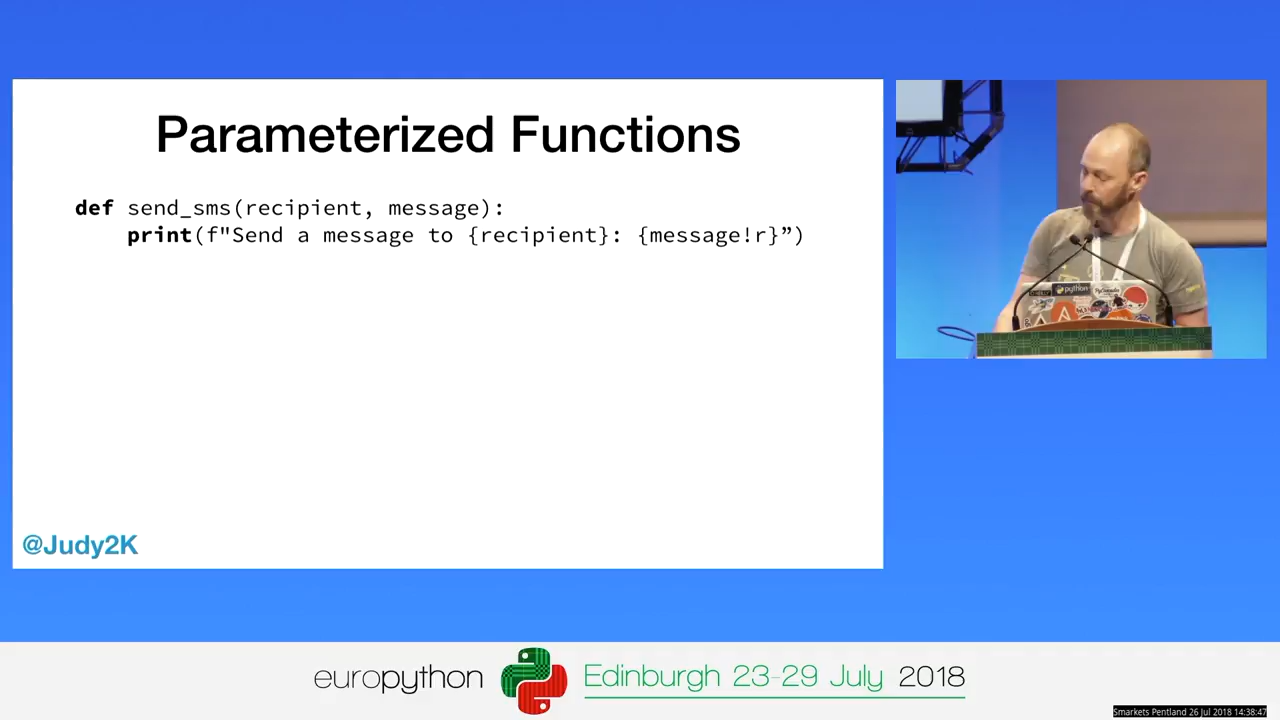 Parameterized Functions
def send_sms(recipient, message):
    print(f"Send a message to {recipient}: {message!r}”)
@Judy2K
python
europython
Edinburgh 23-29 July 2018
Smarkets Pentland 26 Jul 2018 14:38:47